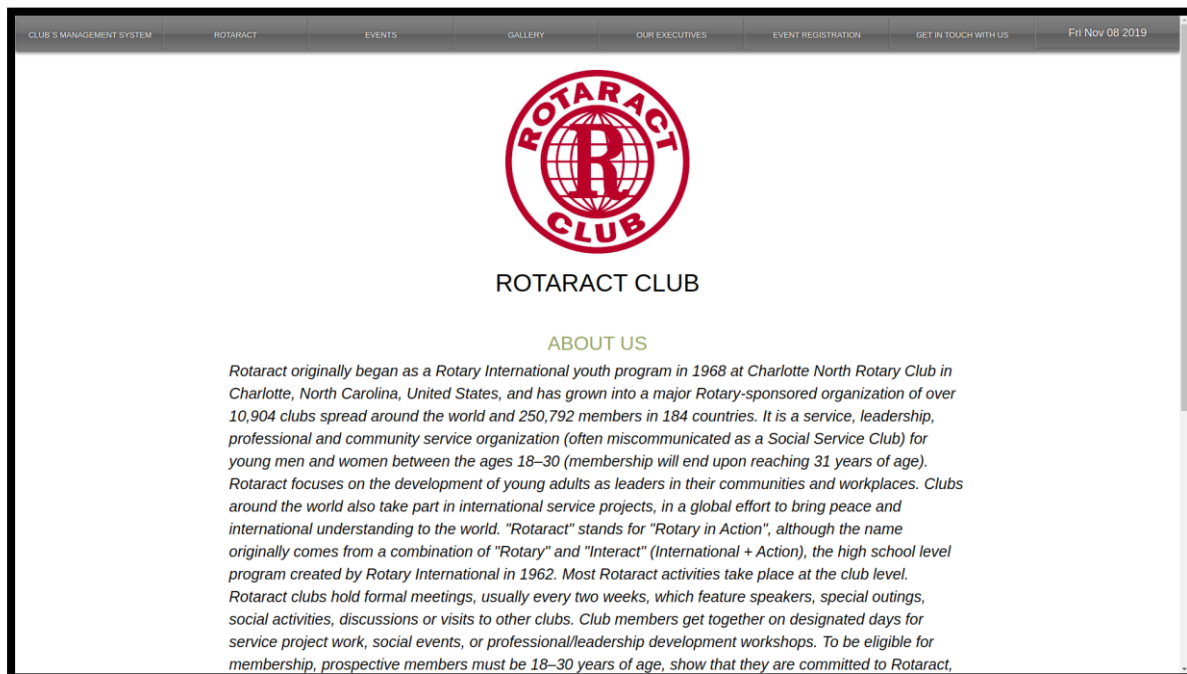 CLUB`S MANAGEMENT SYSTEM ROTARACT EVENTS GALLERY OUR EXECUTIVES EVENT REGISTRATION GET IN TOUCH WITH US Fri Nov 08 2019
ROTARACT
R
CLUB
ROTARACT CLUB
ABOUT US
Rotaract originally began as a Rotary International youth program in 1968 at Charlotte North Rotary Club in
Charlotte, North Carolina, United States, and has grown into a major Rotary-sponsored organization of over
10,904 clubs spread around the world and 250,792 members in 184 countries. It is a service, leadership,
professional and community service organization (often miscommunicated as a Social Service Club) for
young men and women between the ages 18–30 (membership will end upon reaching 31 years of age).
Rotaract focuses on the development of young adults as leaders in their communities and workplaces. Clubs
around the world also take part in international service projects, in a global effort to bring peace and
international understanding to the world. "Rotaract" stands for "Rotary in Action", although the name
originally comes from a combination of "Rotary" and "Interact" (International + Action), the high school level
program created by Rotary International in 1962. Most Rotaract activities take place at the club level.
Rotaract clubs hold formal meetings, usually every two weeks, which feature speakers, special outings,
social activities, discussions or visits to other clubs. Club members get together on designated days for
service project work, social events, or professional/leadership development workshops. To be eligible for
membership, prospective members must be 18–30 years of age, show that they are committed to Rotaract,